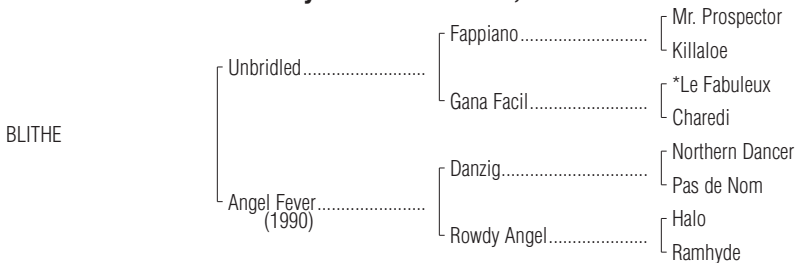 Mr. Prospector
Fappiano
Killaloe
Unbridled
*Le Fabuleux
Gana Facil
Charedi
BLITHE
Northern Dancer
Danzig
Pas de Nom
Angel Fever
(1990)
Halo
Rowdy Angel
Ramhyde